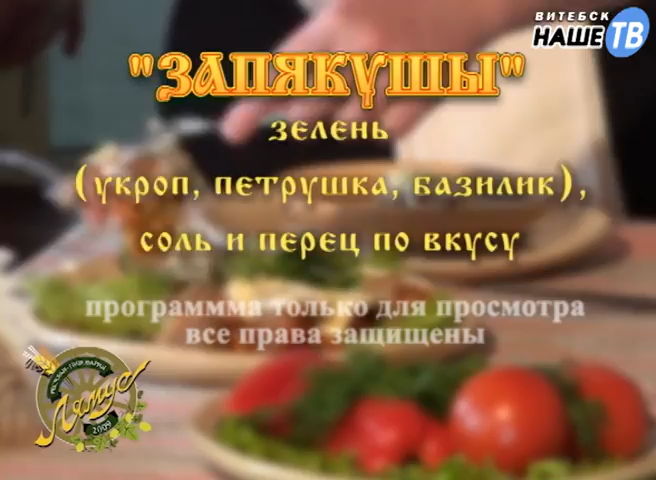 ВИТЕБСК
НАШЕ ТВ
"ЗАПЯКУШЫ"
зелень
(укроп, петрушка, базилик),
соль и перец по вкусу
программма только для просмотра
все права защищены
Лямус
2009